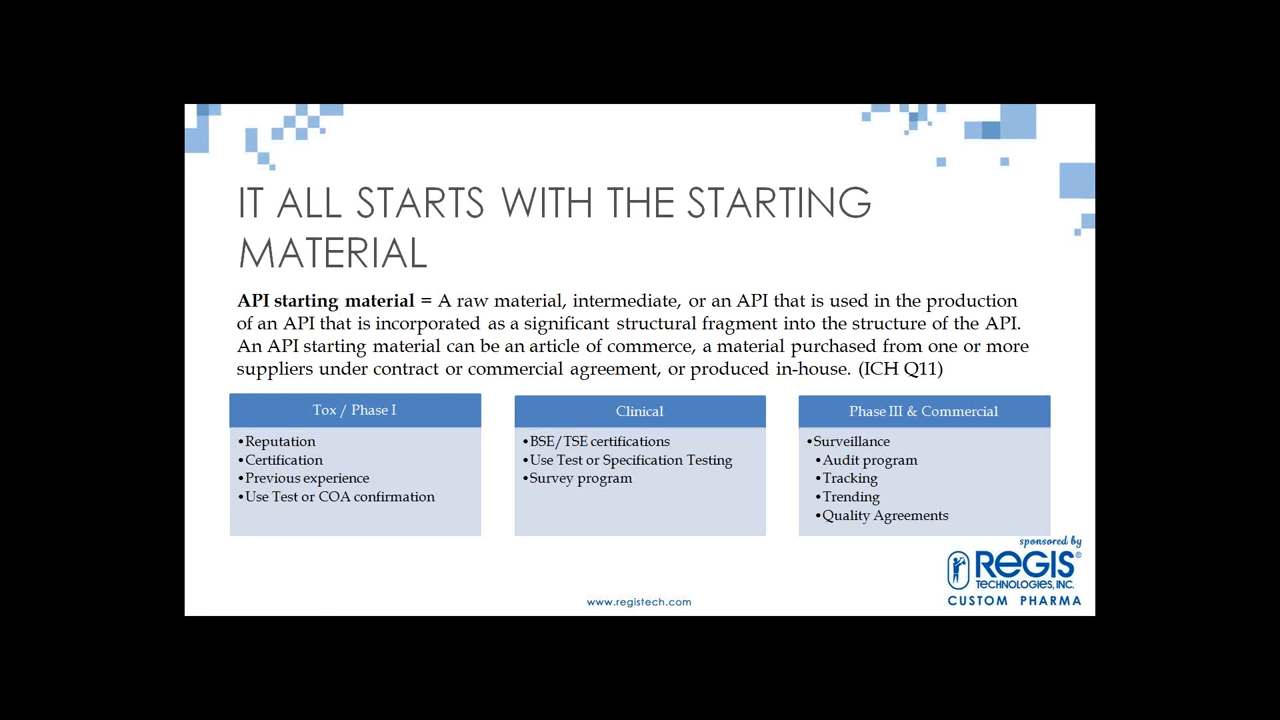 IT ALL STARTS WITH THE STARTING
MATERIAL
API starting material = A raw material, intermediate, or an API that is used in the production
of an API that is incorporated as a significant structural fragment into the structure of the API.
An API starting material can be an article of commerce, a material purchased from one or more
suppliers under contract or commercial agreement, or produced in-house. (ICH Q11)
Tox / Phase I
•Reputation
•Certification
•Previous experience
•Use Test or COA confirmation
Clinical
•BSE/TSE certifications
•Use Test or Specification Testing
•Survey program
Phase III & Commercial
•Surveillance
•Audit program
•Tracking
•Trending
•Quality Agreements
sponsored by
REGIS®
TECHNOLOGIES, INC.
CUSTOM PHARMA
www.registech.com